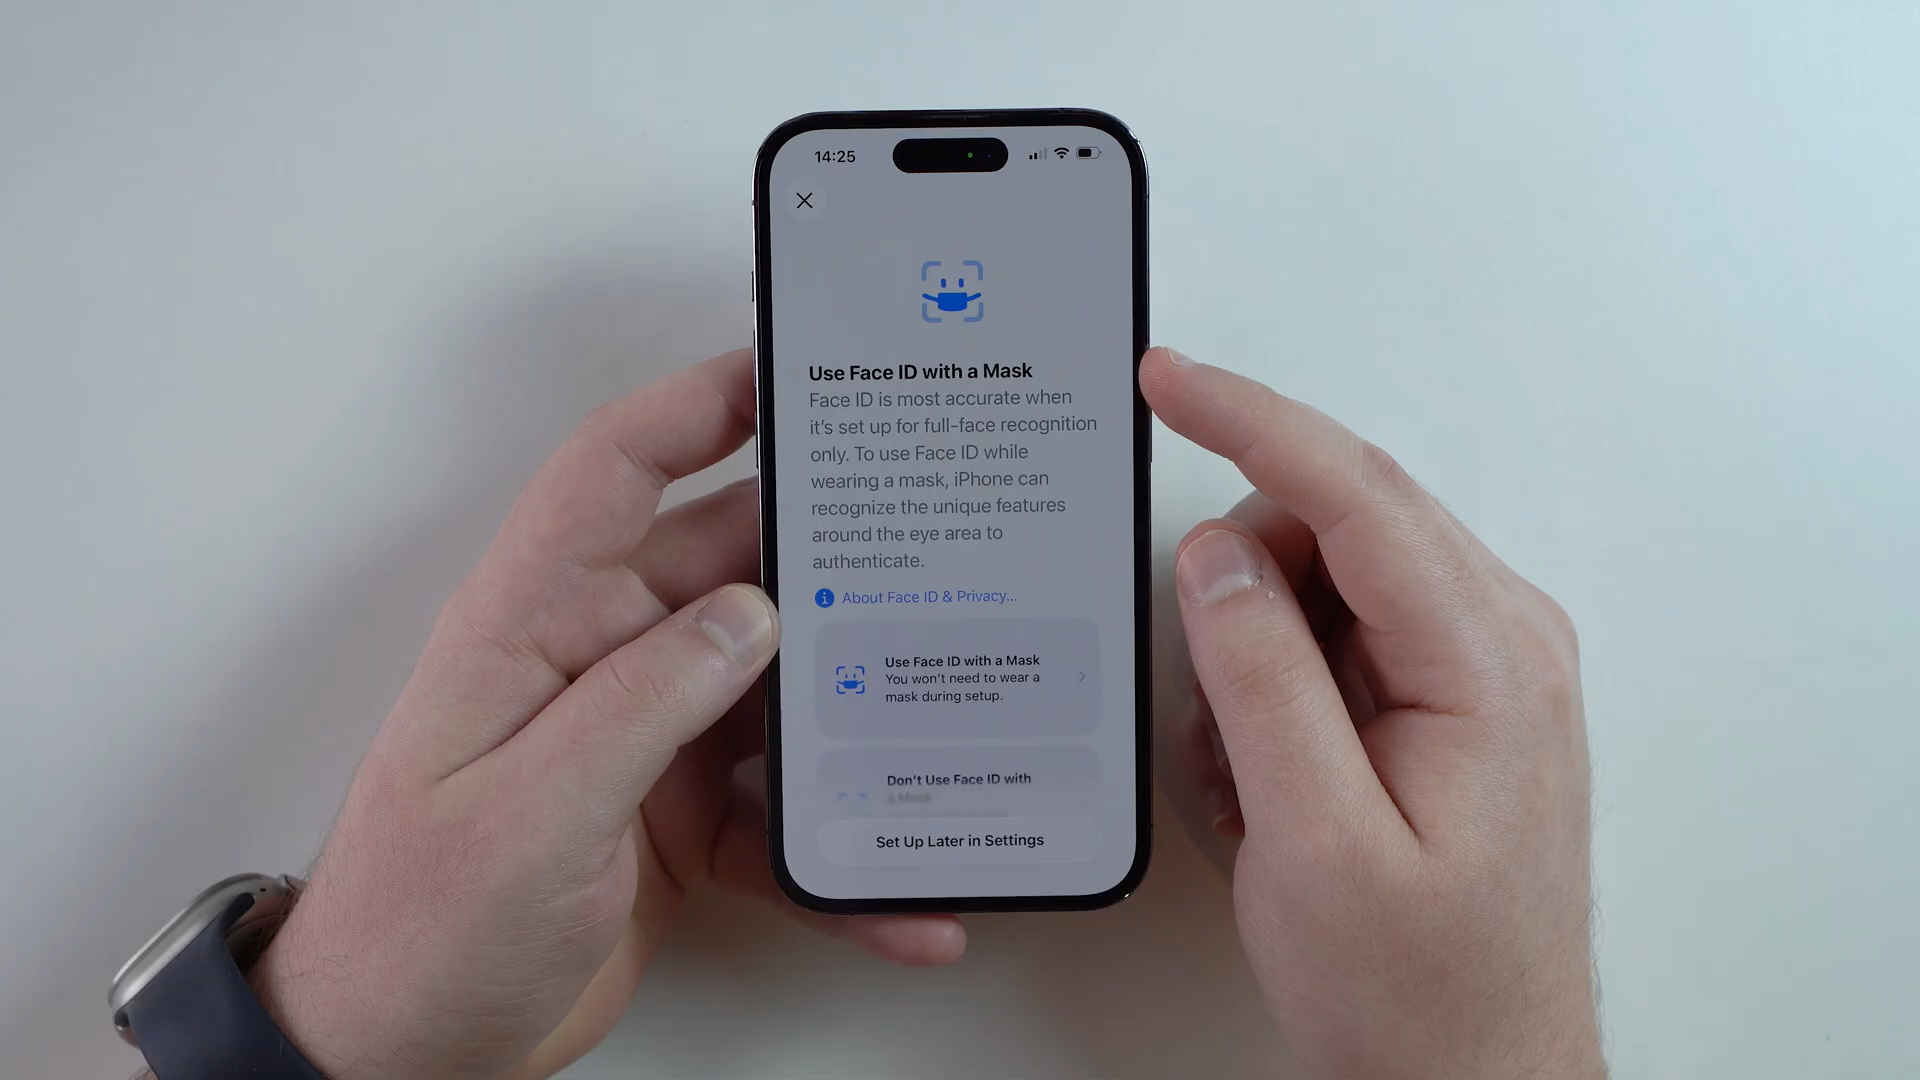 14:25
Use Face ID with a Mask
Face ID is most accurate when
it's set up for full-face recognition
only. To use Face ID while
wearing a mask, iPhone can
recognize the unique features
around the eye area to
authenticate.
About Face ID & Privacy...
Use Face ID with a Mask
You won't need to wear a
mask during setup.
Don't Use Face ID with
a Mask
Set Up Later in Settings